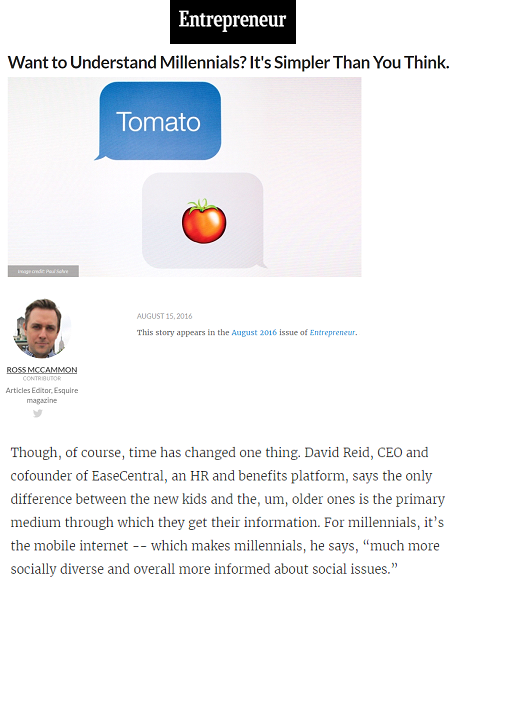 Entrepreneur
Want to Understand Millennials? It's Simpler Than You Think.
Tomato
Image credit: Paul Salve
AUGUST 15, 2016
This story appears in the August 2016 issue of Entrepreneur.
ROSS MCCAMMON
CONTRIBUTOR
Articles Editor, Esquire
magazine
Though, of course, time has changed one thing. David Reid, CEO and
cofounder of EaseCentral, an HR and benefits platform, says the only
difference between the new kids and the, um, older ones is the primary
medium through which they get their information. For millennials, it’s
the mobile internet -- which makes millennials, he says, “much more
socially diverse and overall more informed about social issues.”